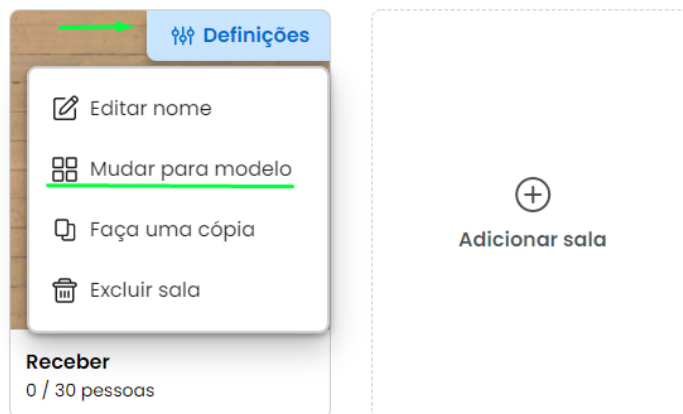 Definições
Editar nome
Mudar para modelo
Faça uma cópia
Excluir sala
Adicionar sala
Receber
0 / 30 pessoas